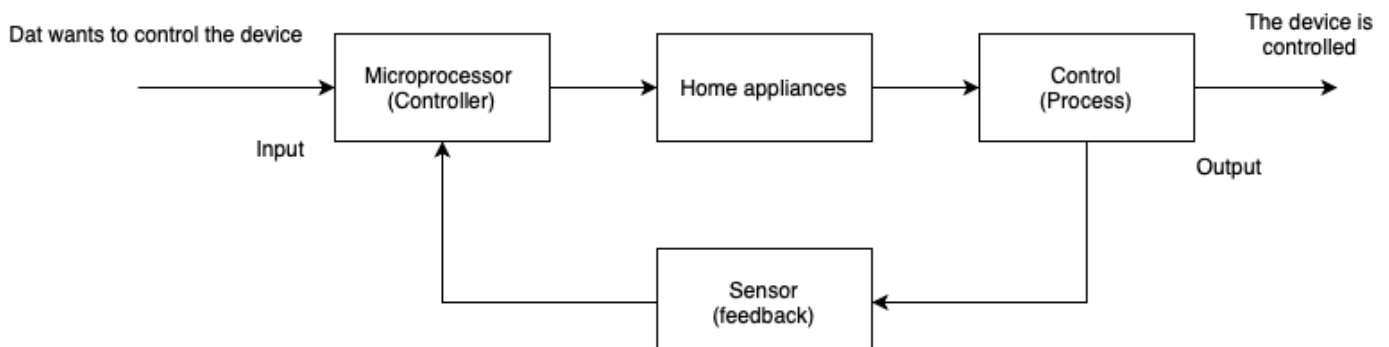 Dat wants to control the device
The device is
controlled
Microprocessor
(Controller)
Home appliances
Control
(Process)
Input
Output
Sensor
(feedback)